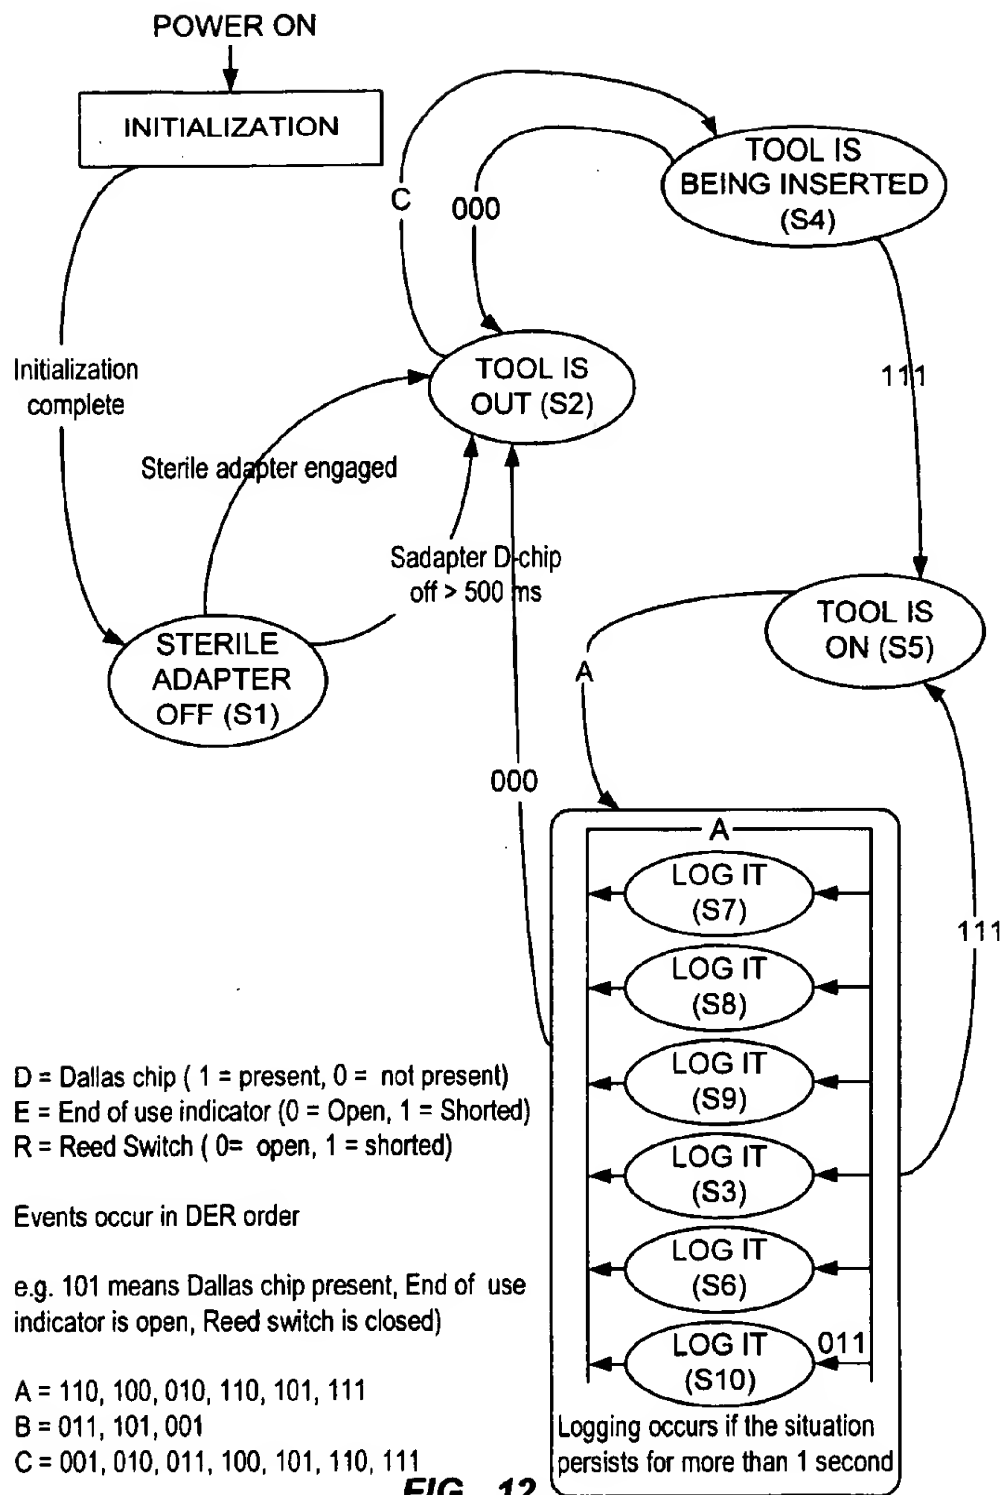 POWER ON
INITIALIZATION
TOOL IS
BEING INSERTED
(S4)
C
000
TOOL IS
OUT (S2)
111
Initialization
complete
Sterile adapter engaged
Sadapter D-chip
off > 500 ms
TOOL IS
ON (S5)
STERILE
ADAPTER
OFF (S1)
A
000
A
LOG IT
(S7)
111
LOG IT
(S8)
LOG IT
(S9)
LOG IT
(S3)
LOG IT
(S6)
LOG IT
(S10)
011
Logging occurs if the situation
persists for more than 1 second
D = Dallas chip ( 1 = present, 0 = not present)
E = End of use indicator (0 = Open, 1 = Shorted)
R = Reed Switch ( 0= open, 1 = shorted)
Events occur in DER order
e.g. 101 means Dallas chip present, End of use
indicator is open, Reed switch is closed)
A = 110, 100, 010, 110, 101, 111
B = 011, 101, 001
C = 001, 010, 011, 100, 101, 110, 111
FIG. 12